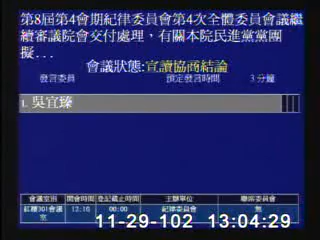 第8屆第4會期紀律委員會第4次全體委員會議繼
續審議院會交付處理，有關本院民進黨黨團
擬...
會議狀態:宣讀協商結論
發言委員 預定發言時間 3分鐘
1. 吳宜臻
會議室別 開會時間 登記截止時間 主辦單位 聯席委員會
紅樓301會議室 12:10 00:00 紀律委員會 無
11-29-102 13:04:29